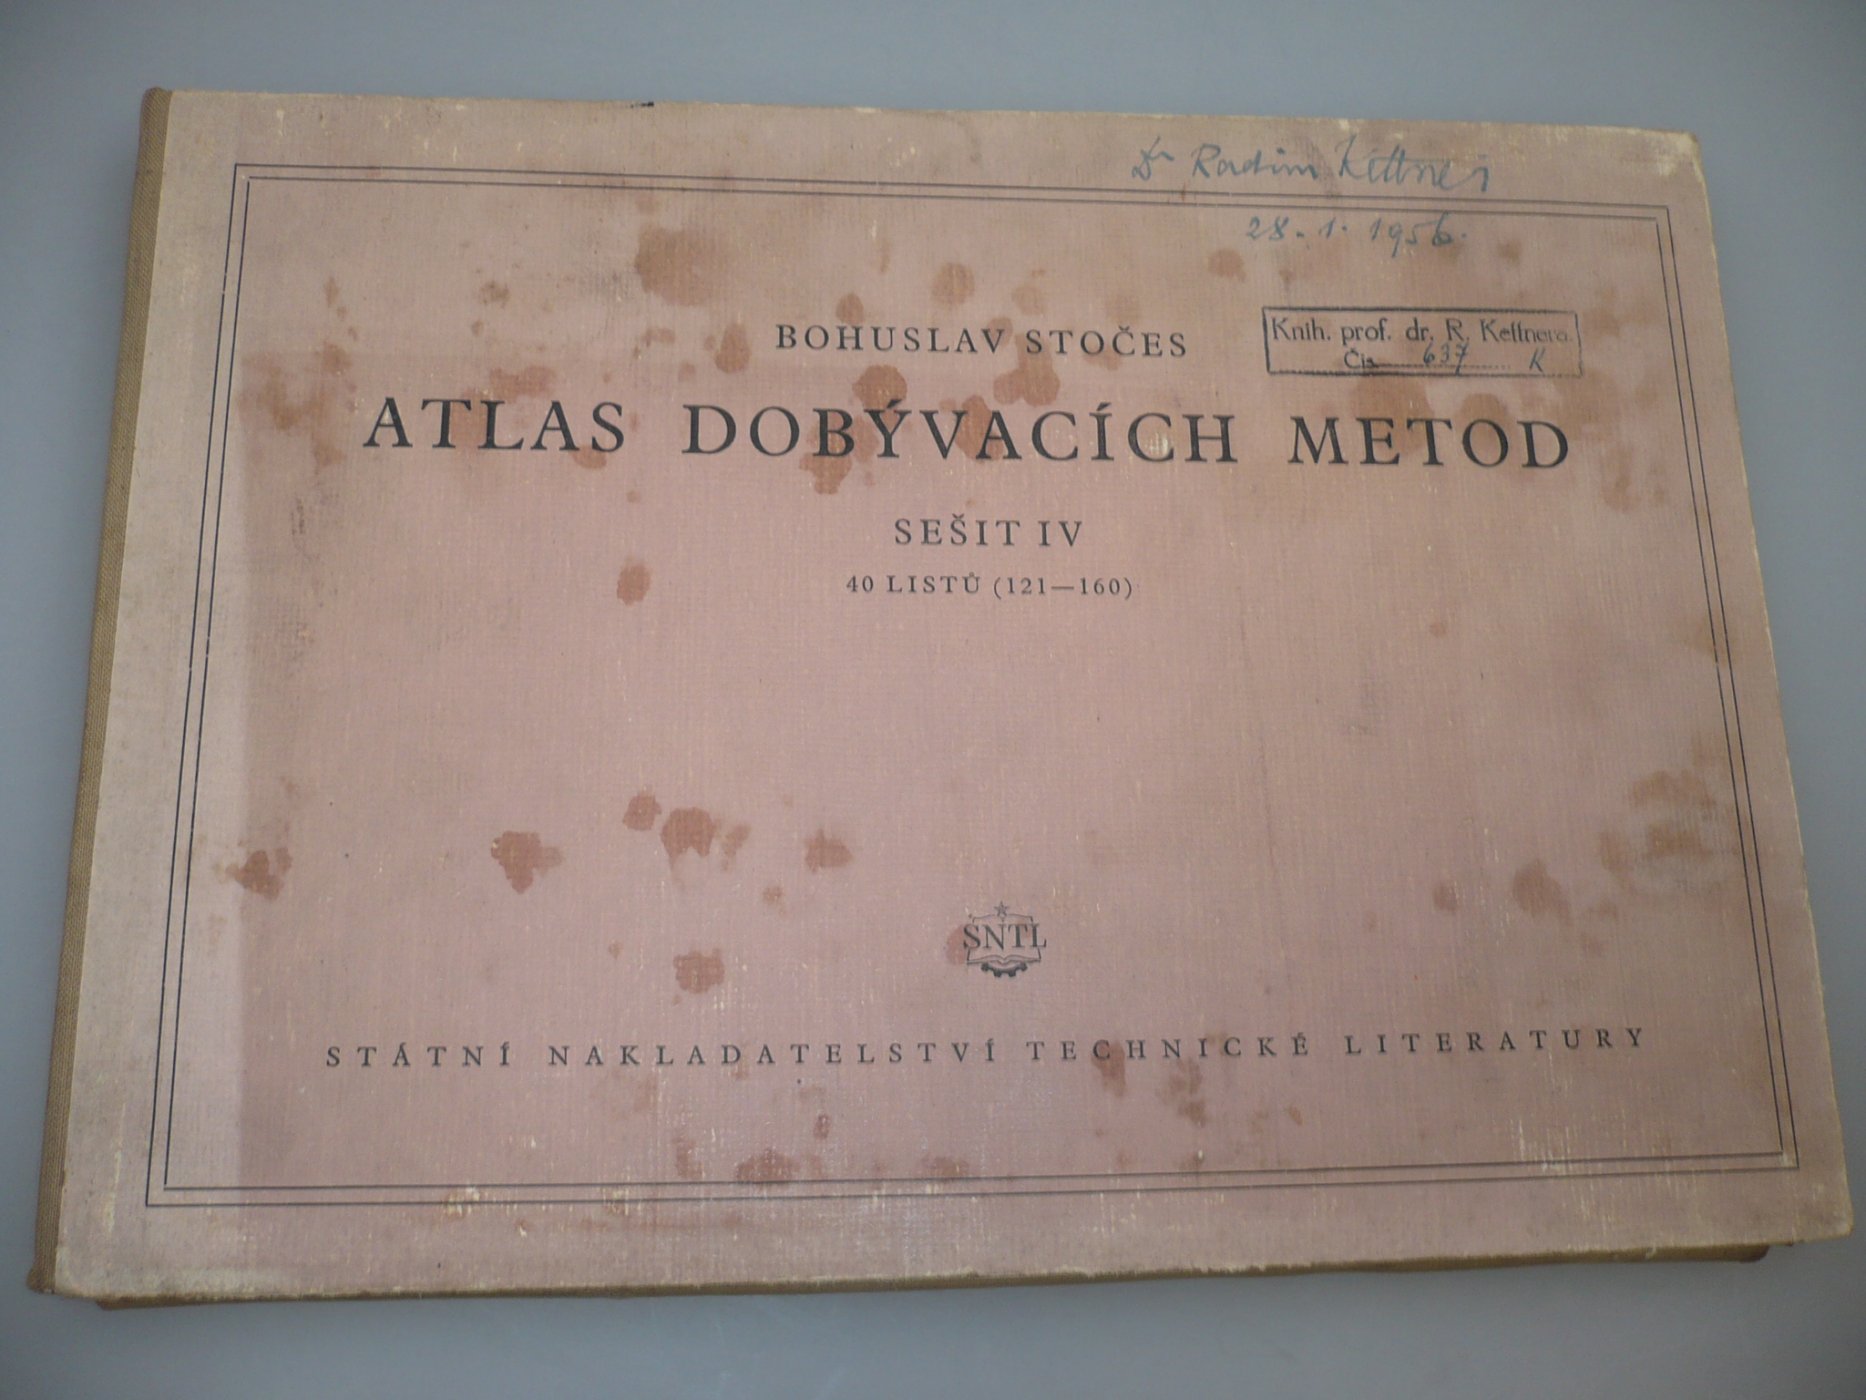 Dr Radim Kettner
28. 1. 1956.
Knih. prof. dr. R. Kettnera.
Čís. 637 K
BOHUSLAV STOČES
ATLAS DOBÝVACÍCH METOD
SEŠIT IV
40 LISTŮ (121—160)
SNTL
STÁTNÍ NAKLADATELSTVÍ TECHNICKÉ LITERATURY